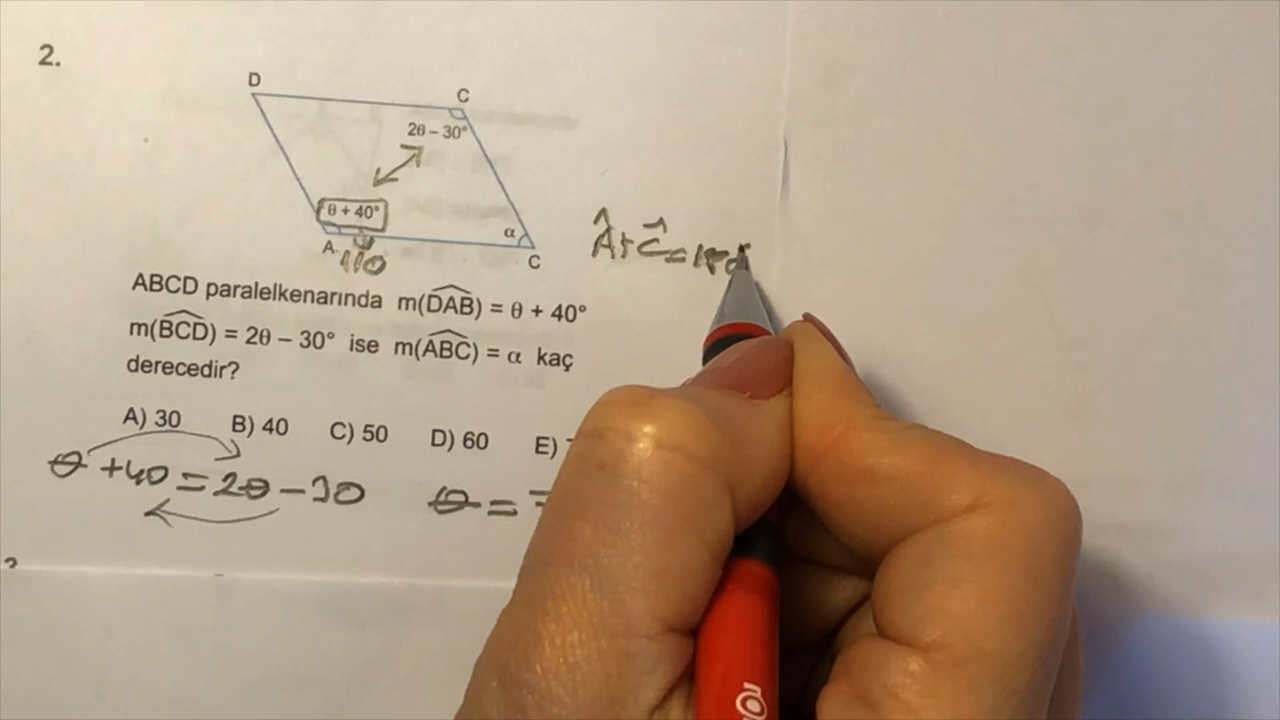 2.
D
C
2θ – 30°
θ + 40°
α
A
110
C
Â+Ĉ=180
ABCD paralelkenarında m(DAB) = θ + 40°
m(BCD) = 2θ – 30° ise m(ABC) = α kaç
derecedir?
A) 30 B) 40 C) 50 D) 60 E)
θ+40=2θ-30 θ=